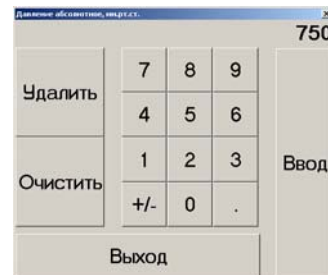 Давление абсолютное, мм.рт.ст.
750
Удалить
7 8 9
4 5 6
Очистить
1 2 3
Ввод
+/- 0 .
Выход